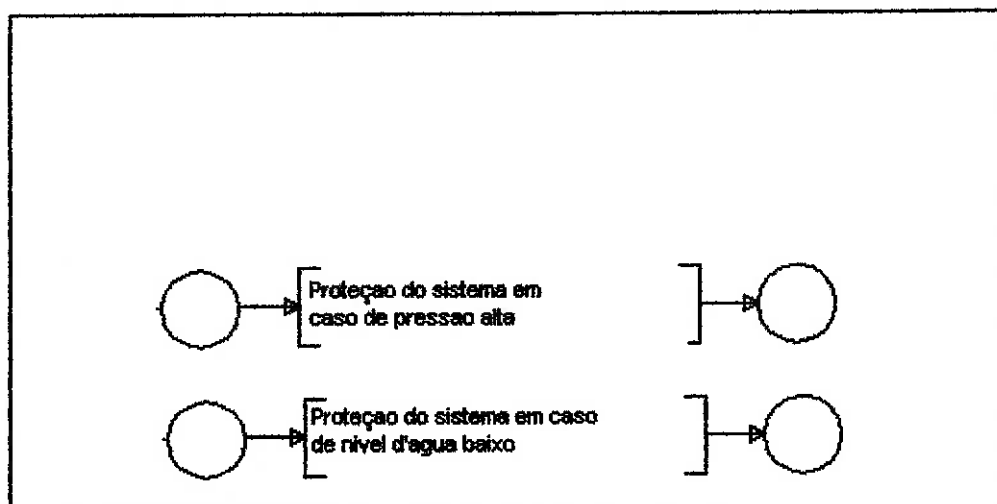 Proteçao do sistema em
caso de pressao alta
Proteçao do sistema em caso
de nivel d'agua baixo